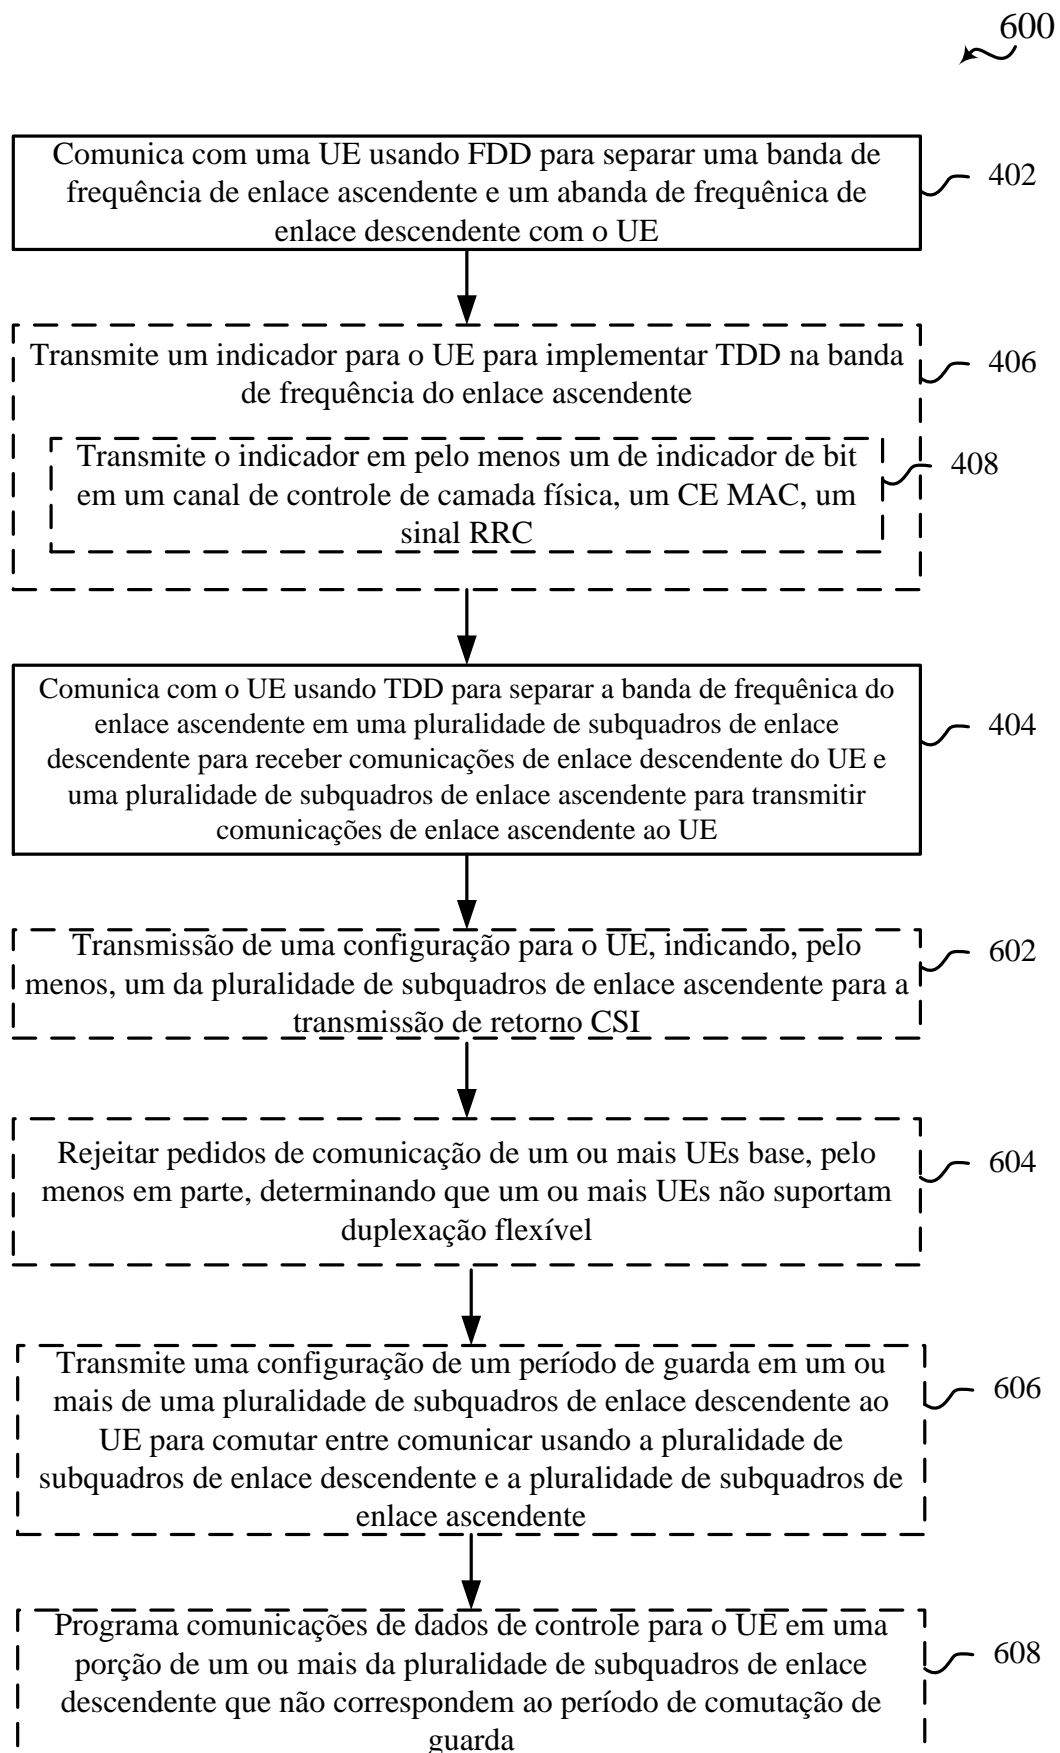 600
Comunica com uma UE usando FDD para separar uma banda de
frequência de enlace ascendente e um abanda de frequênica de
enlace descendente com o UE
402
Transmite um indicador para o UE para implementar TDD na banda
de frequência do enlace ascendente
406
Transmite o indicador em pelo menos um de indicador de bit
em um canal de controle de camada física, um CE MAC, um
sinal RRC
408
Comunica com o UE usando TDD para separar a banda de frequênica do
enlace ascendente em uma pluralidade de subquadros de enlace
descendente para receber comunicações de enlace descendente do UE e
uma pluralidade de subquadros de enlace ascendente para transmitir
comunicações de enlace ascendente ao UE
404
Transmissão de uma configuração para o UE, indicando, pelo
menos, um da pluralidade de subquadros de enlace ascendente para a
transmissão de retorno CSI
602
Rejeitar pedidos de comunicação de um ou mais UEs base, pelo
menos em parte, determinando que um ou mais UEs não suportam
duplexação flexível
604
Transmite uma configuração de um período de guarda em um ou
mais de uma pluralidade de subquadros de enlace descendente ao
UE para comutar entre comunicar usando a pluralidade de
subquadros de enlace descendente e a pluralidade de subquadros de
enlace ascendente
606
Programa comunicações de dados de controle para o UE em uma
porção de um ou mais da pluralidade de subquadros de enlace
descendente que não correspondem ao período de comutação de
guarda
608